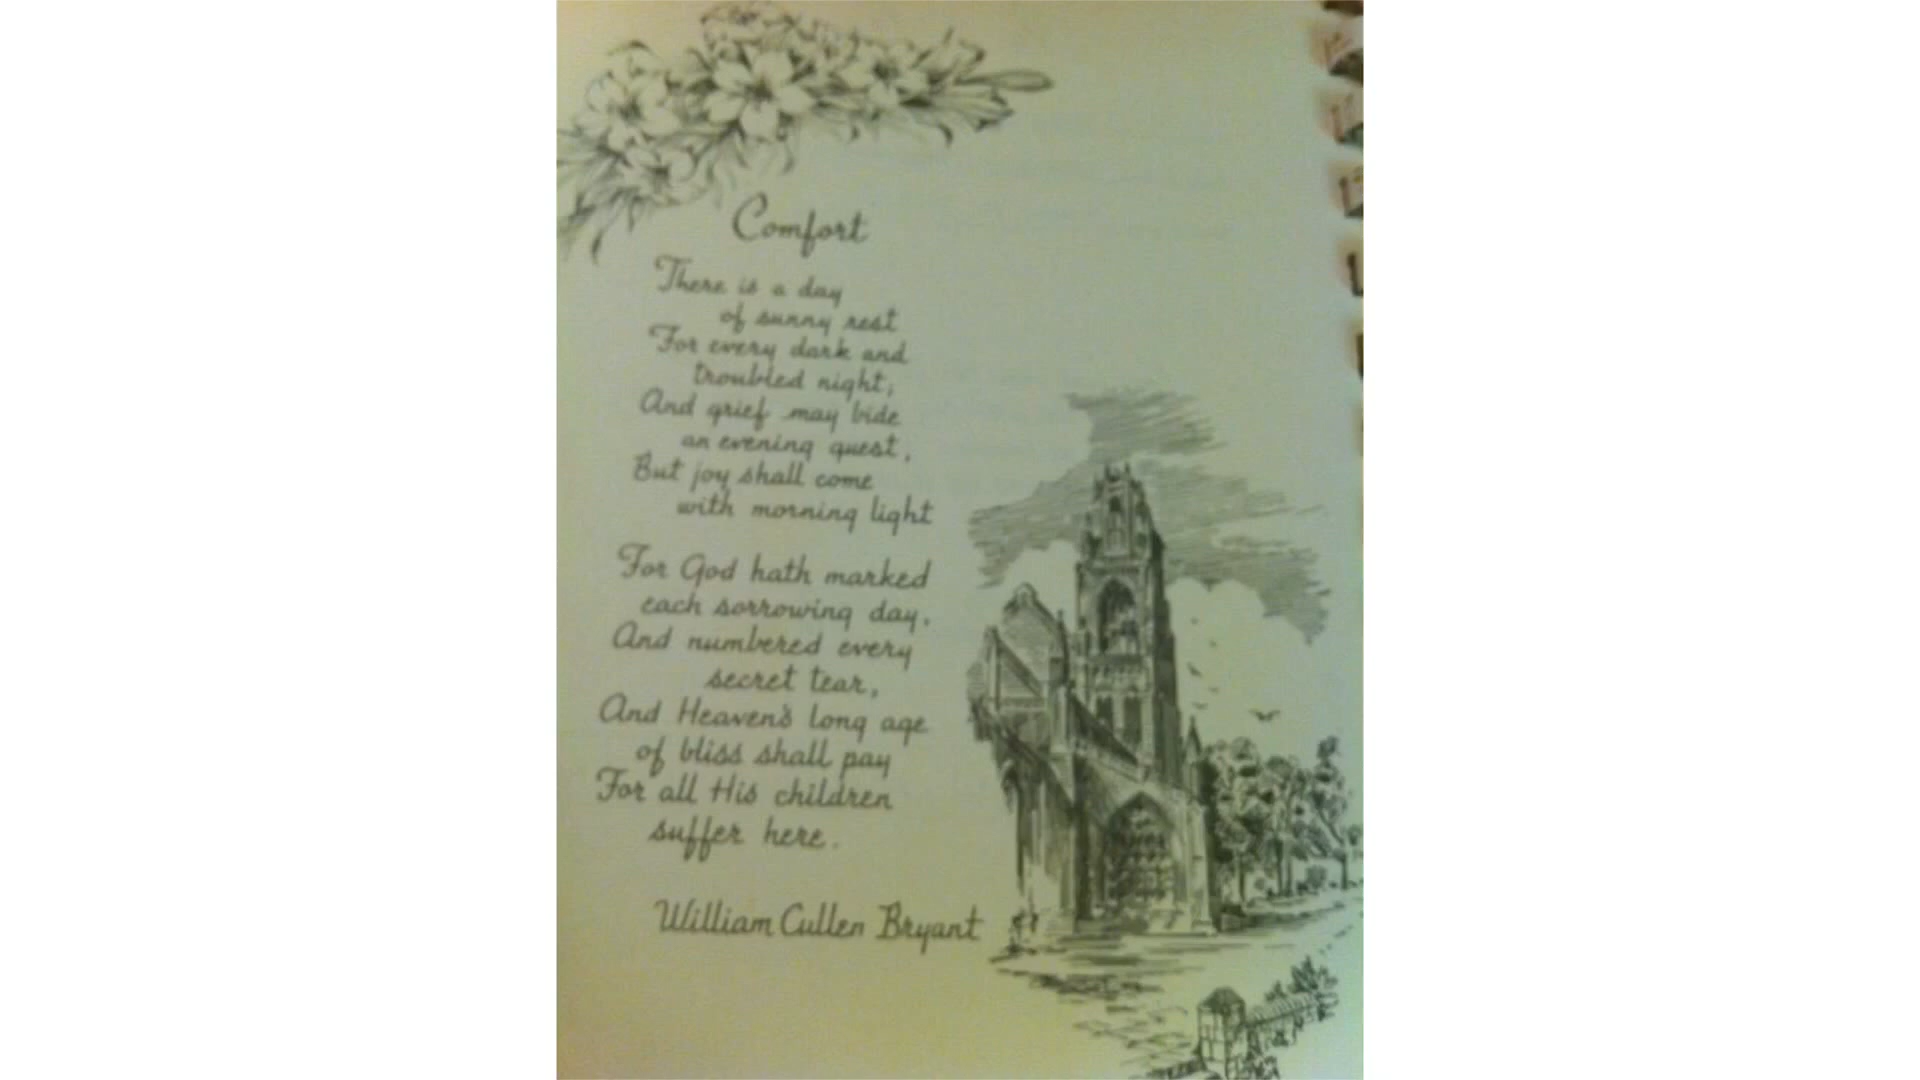 Comfort
There is a day
of sunny rest
For every dark and
troubled night;
And grief may bide
an evening guest,
But joy shall come
with morning light
For God hath marked
each sorrowing day,
And numbered every
secret tear,
And Heaven's long age
of bliss shall pay
For all His children
suffer here.
William Cullen Bryant